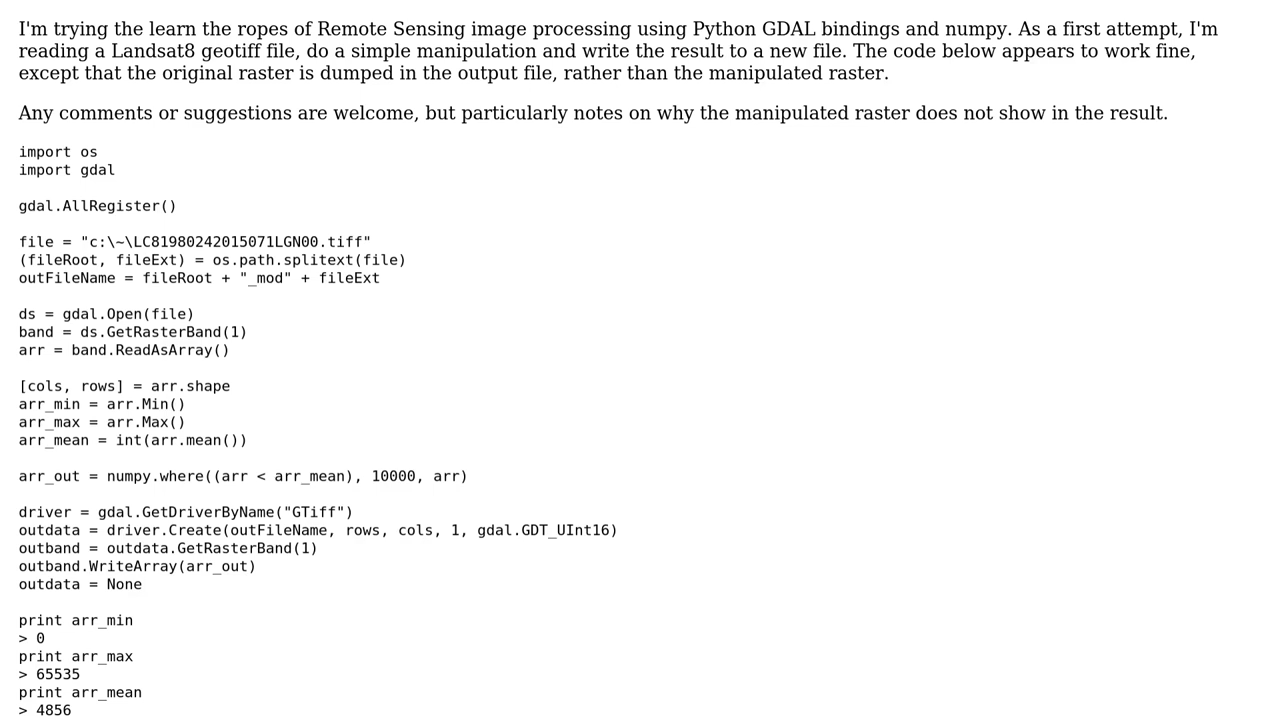 I'm trying the learn the ropes of Remote Sensing image processing using Python GDAL bindings and numpy. As a first attempt, I'm
reading a Landsat8 geotiff file, do a simple manipulation and write the result to a new file. The code below appears to work fine,
except that the original raster is dumped in the output file, rather than the manipulated raster.
Any comments or suggestions are welcome, but particularly notes on why the manipulated raster does not show in the result.
import os
import gdal
gdal.AllRegister()
file = "c:\~\LC81980242015071LGN00.tiff"
(fileRoot, fileExt) = os.path.splitext(file)
outFileName = fileRoot + "_mod" + fileExt
ds = gdal.Open(file)
band = ds.GetRasterBand(1)
arr = band.ReadAsArray()
[cols, rows] = arr.shape
arr_min = arr.Min()
arr_max = arr.Max()
arr_mean = int(arr.mean())
arr_out = numpy.where((arr < arr_mean), 10000, arr)
driver = gdal.GetDriverByName("GTiff")
outdata = driver.Create(outFileName, rows, cols, 1, gdal.GDT_UInt16)
outband = outdata.GetRasterBand(1)
outband.WriteArray(arr_out)
outdata = None
print arr_min
> 0
print arr_max
> 65535
print arr_mean
> 4856